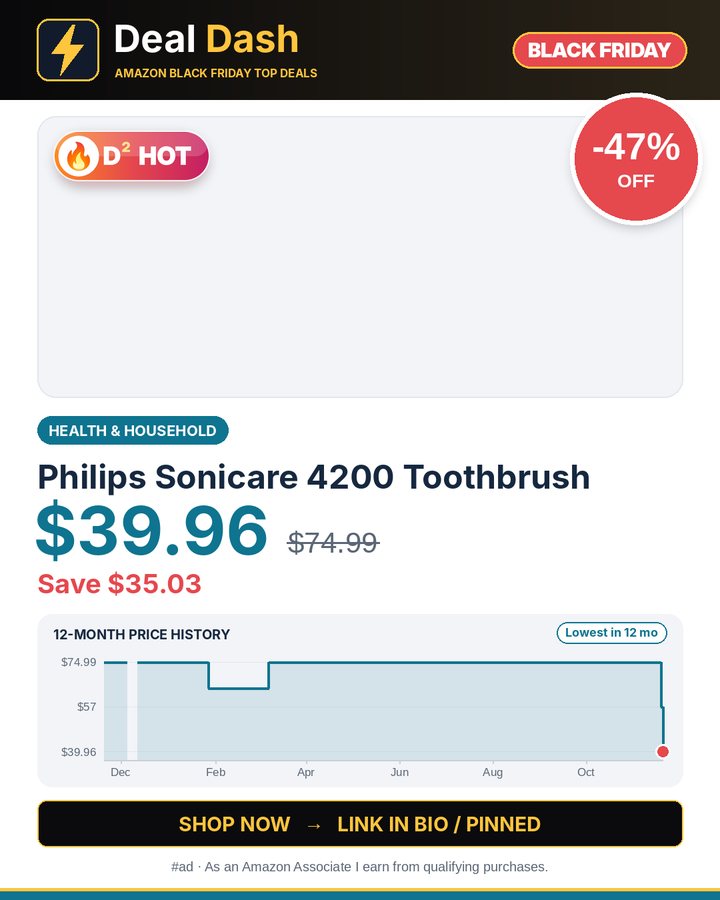 Deal Dash
AMAZON BLACK FRIDAY TOP DEALS
BLACK FRIDAY
D² HOT
-47%
OFF
HEALTH & HOUSEHOLD
Philips Sonicare 4200 Toothbrush
$39.96 $74.99
Save $35.03
12-MONTH PRICE HISTORY
Lowest in 12 mo
$74.99
$57
$39.96
Dec Feb Apr Jun Aug Oct
SHOP NOW → LINK IN BIO / PINNED
#ad · As an Amazon Associate I earn from qualifying purchases.